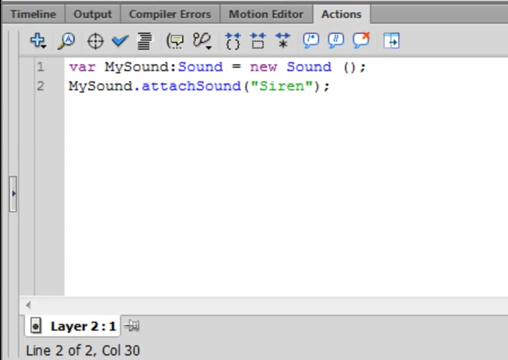 Timeline Output Compiler Errors Motion Editor Actions
1 var MySound:Sound = new Sound ();
2 MySound.attachSound("Siren");
Layer 2:1
Line 2 of 2, Col 30